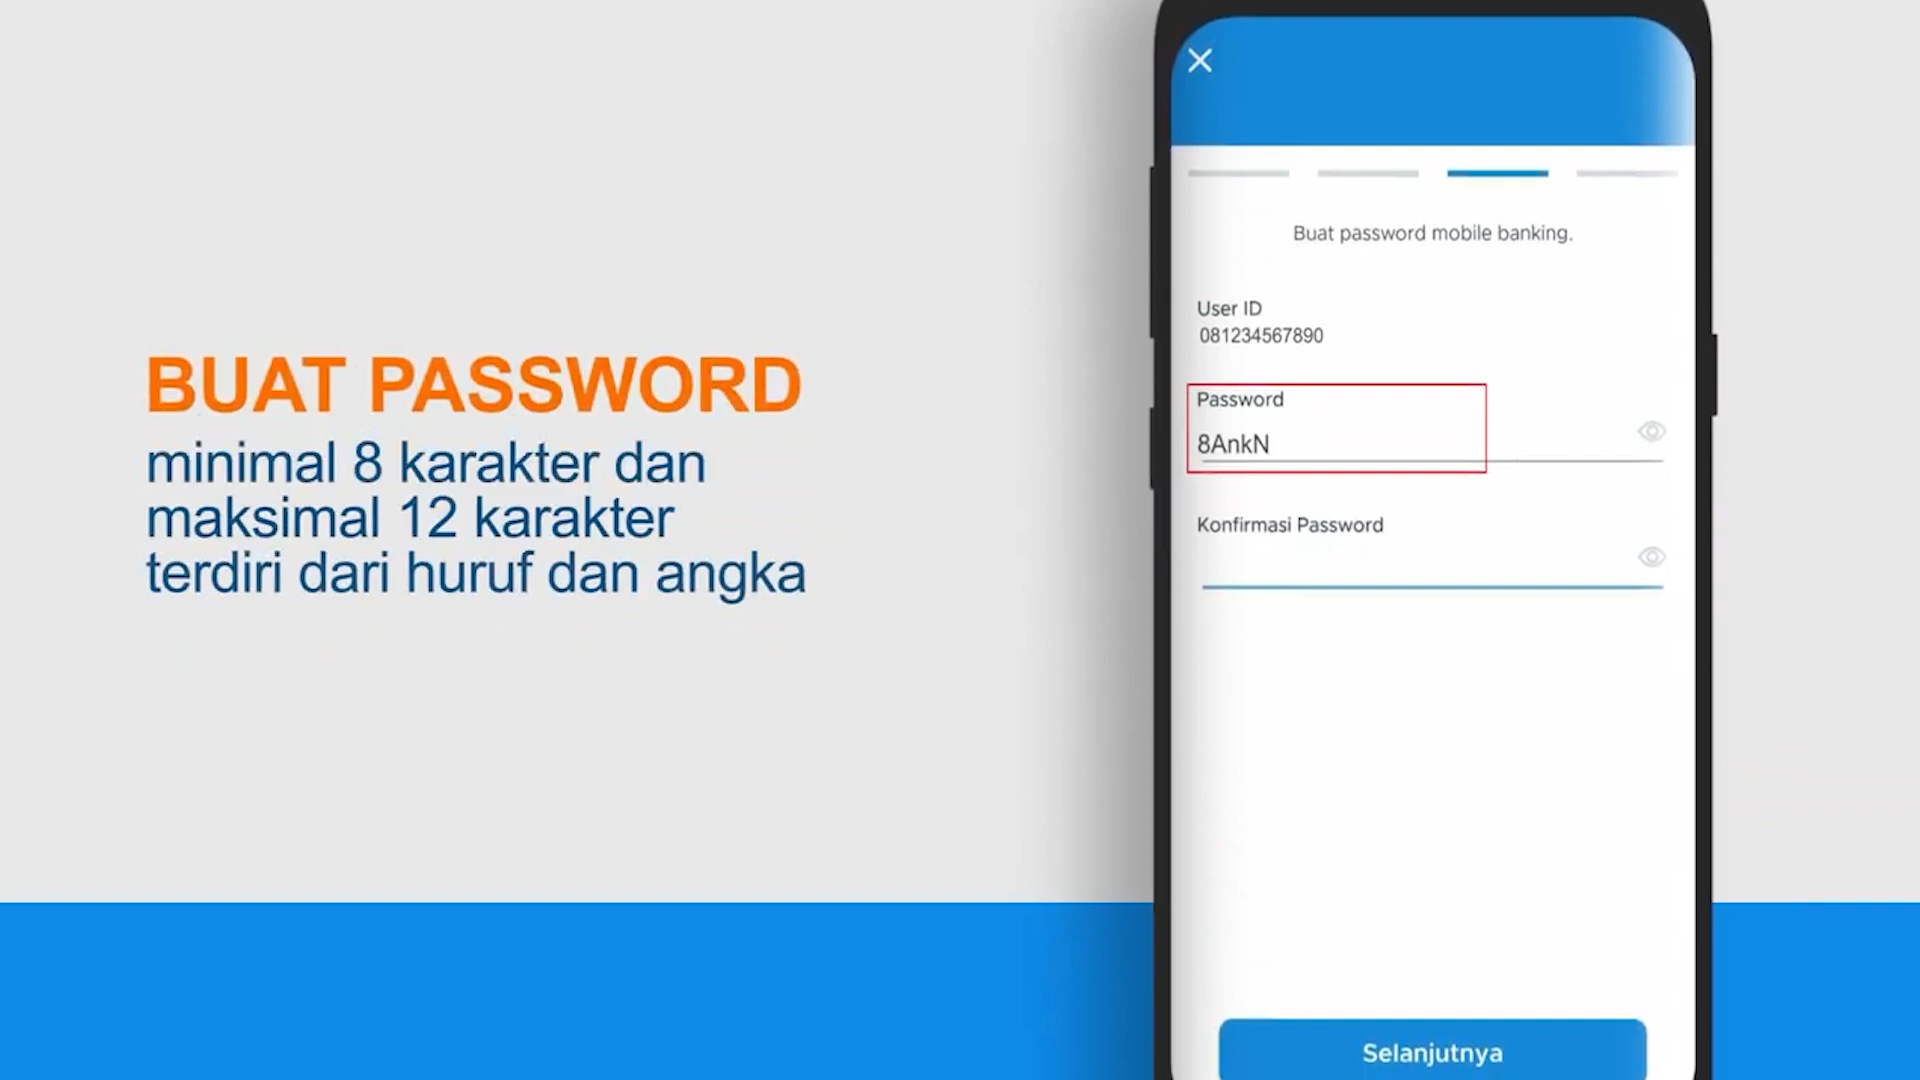 BUAT PASSWORD
minimal 8 karakter dan
maksimal 12 karakter
terdiri dari huruf dan angka
Buat password mobile banking.
User ID
081234567890
Password
8AnkN
Konfirmasi Password
Selanjutnya